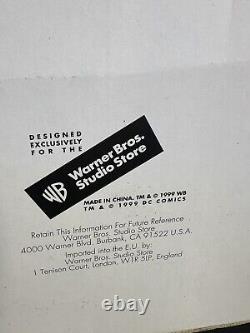 DESIGNED
EXCLUSIVELY
FOR THE
WB
Warner Bros.
Studio Store
MADE IN CHINA, TM & © 1999 WB
TM & © 1999 DC COMICS
Retain This Information For Future Reference
Warner Bros. Studio Store
4000 Warner Blvd., Burbank, CA 91522 U.S.A.
Imported into the E.U by:
Warner Bros. Studio Store
1 Tenison Court, London, W1R 5IP, England